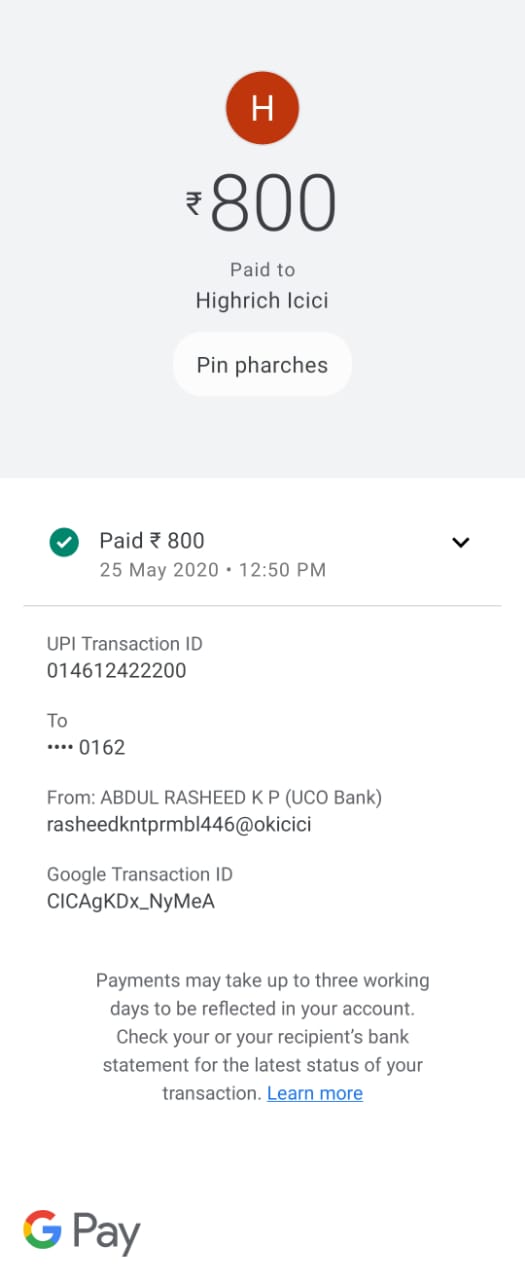 H
₹800
Paid to
Highrich Icici
Pin pharches
Paid ₹ 800
25 May 2020 • 12:50 PM
UPI Transaction ID
014612422200
To
•••• 0162
From: ABDUL RASHEED K P (UCO Bank)
rasheedkntprmbl446@okicici
Google Transaction ID
CICAgKDx_NyMeA
Payments may take up to three working
days to be reflected in your account.
Check your or your recipient’s bank
statement for the latest status of your
transaction. Learn more
G Pay